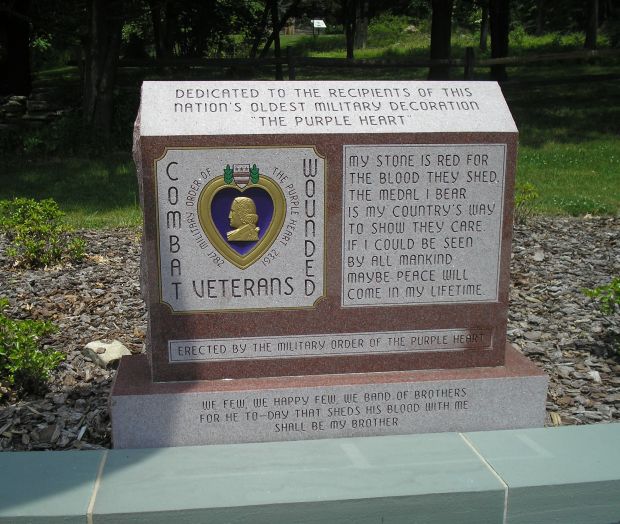 DEDICATED TO THE RECIPIENTS OF THIS
NATION'S OLDEST MILITARY DECORATION
"THE PURPLE HEART"
COMBAT
WOUNDED
VETERANS
MILITARY ORDER OF
THE PURPLE HEART
1782
1932
MY STONE IS RED FOR
THE BLOOD THEY SHED.
THE MEDAL I BEAR
IS MY COUNTRY'S WAY
TO SHOW THEY CARE.
IF I COULD BE SEEN
BY ALL MANKIND
MAYBE PEACE WILL
COME IN MY LIFETIME.
ERECTED BY THE MILITARY ORDER OF THE PURPLE HEART
WE FEW, WE HAPPY FEW, WE BAND OF BROTHERS
FOR HE TO-DAY THAT SHEDS HIS BLOOD WITH ME
SHALL BE MY BROTHER